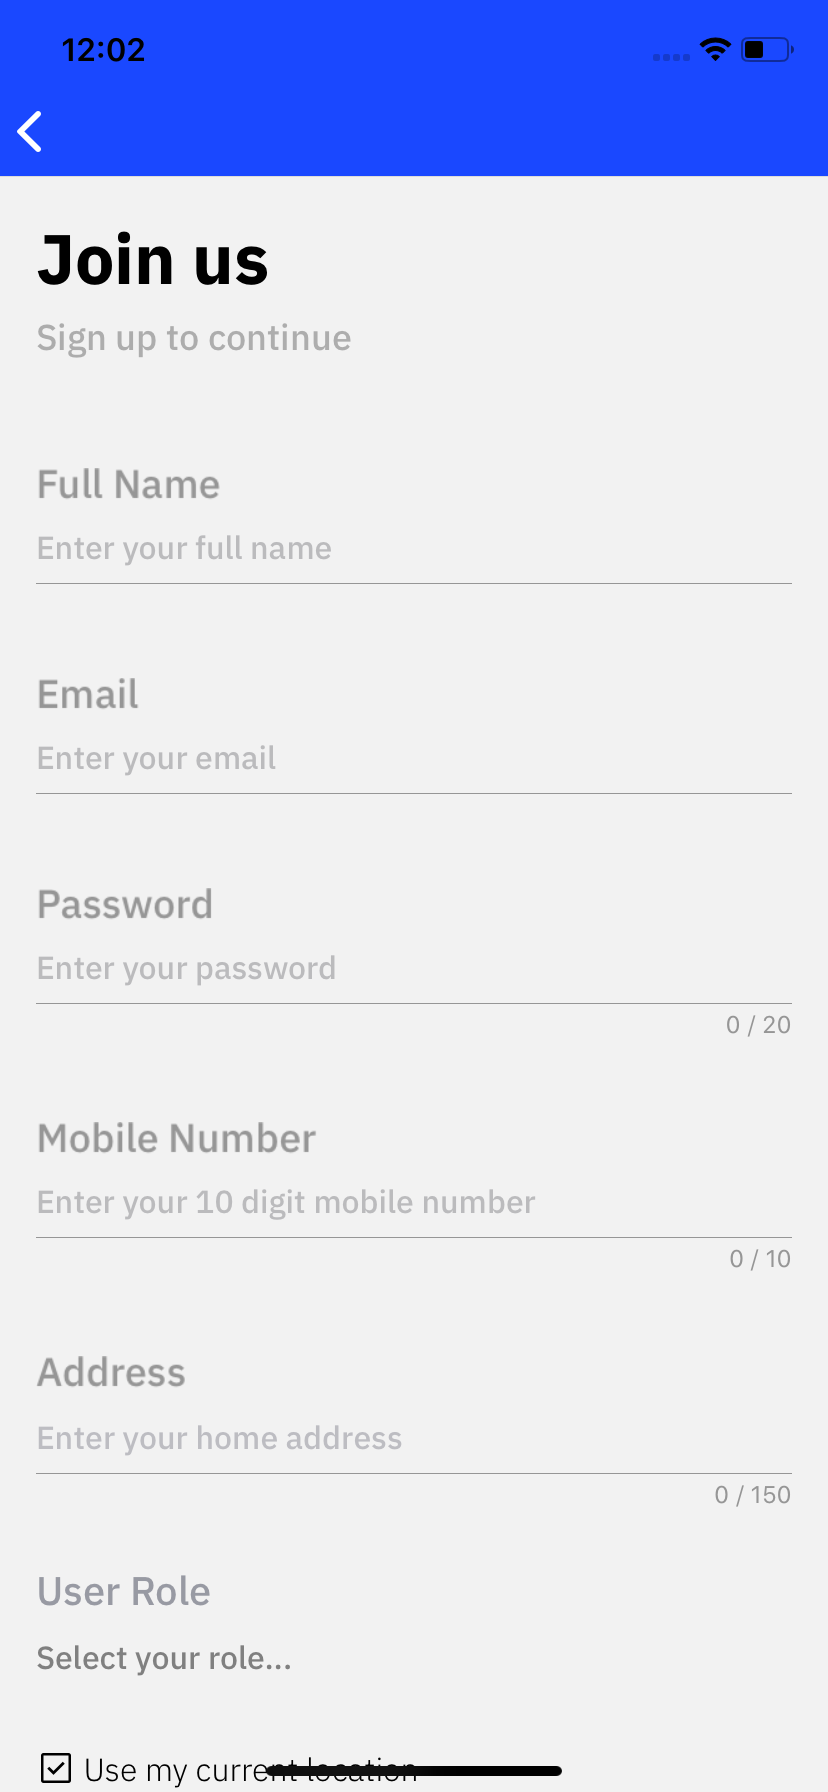 12:02
Join us
Sign up to continue
Full Name
Enter your full name
Email
Enter your email
Password
Enter your password
0 / 20
Mobile Number
Enter your 10 digit mobile number
0 / 10
Address
Enter your home address
0 / 150
User Role
Select your role...
Use my current location